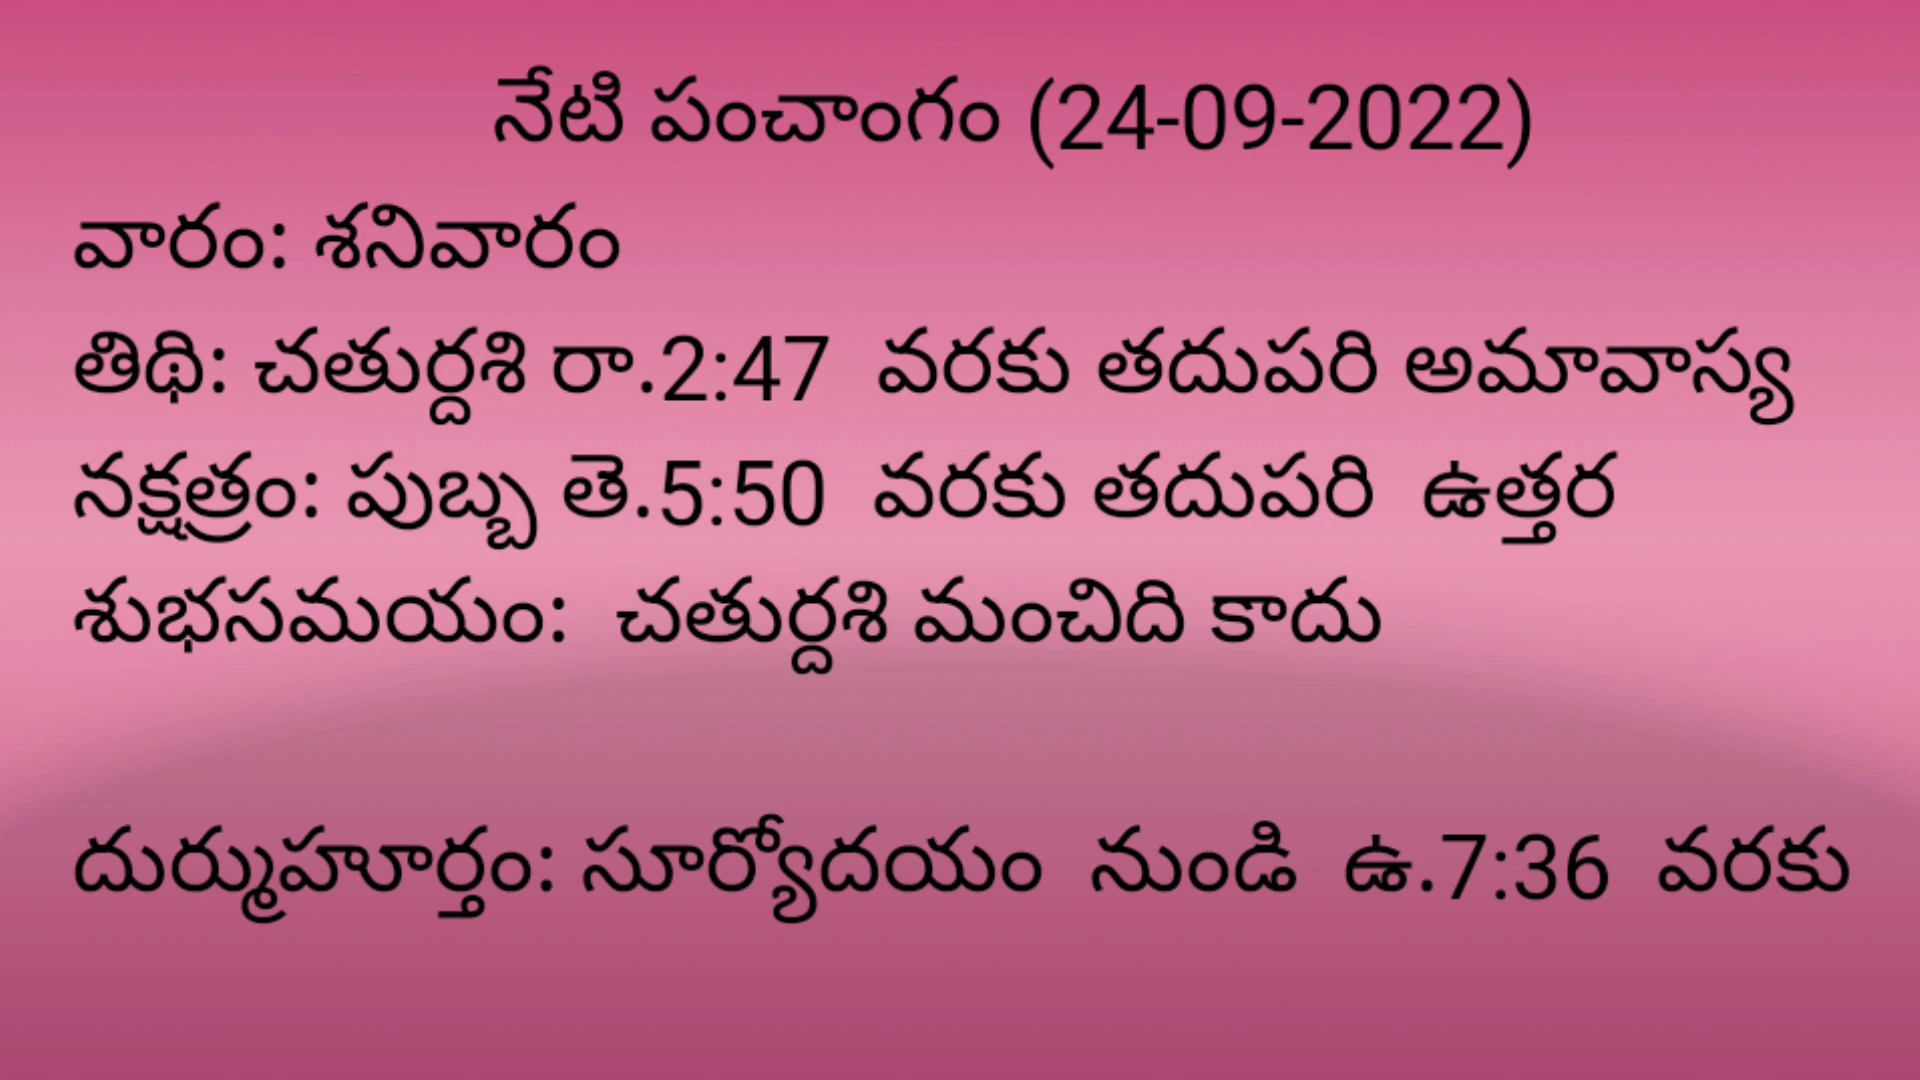 నేటి పంచాంగం (24-09-2022)
వారం: శనివారం
తిథి: చతుర్దశి రా.2:47 వరకు తదుపరి అమావాస్య
నక్షత్రం: పుబ్బ తె.5:50 వరకు తదుపరి ఉత్తర
శుభసమయం: చతుర్దశి మంచిది కాదు
దుర్ముహూర్తం: సూర్యోదయం నుండి ఉ.7:36 వరకు